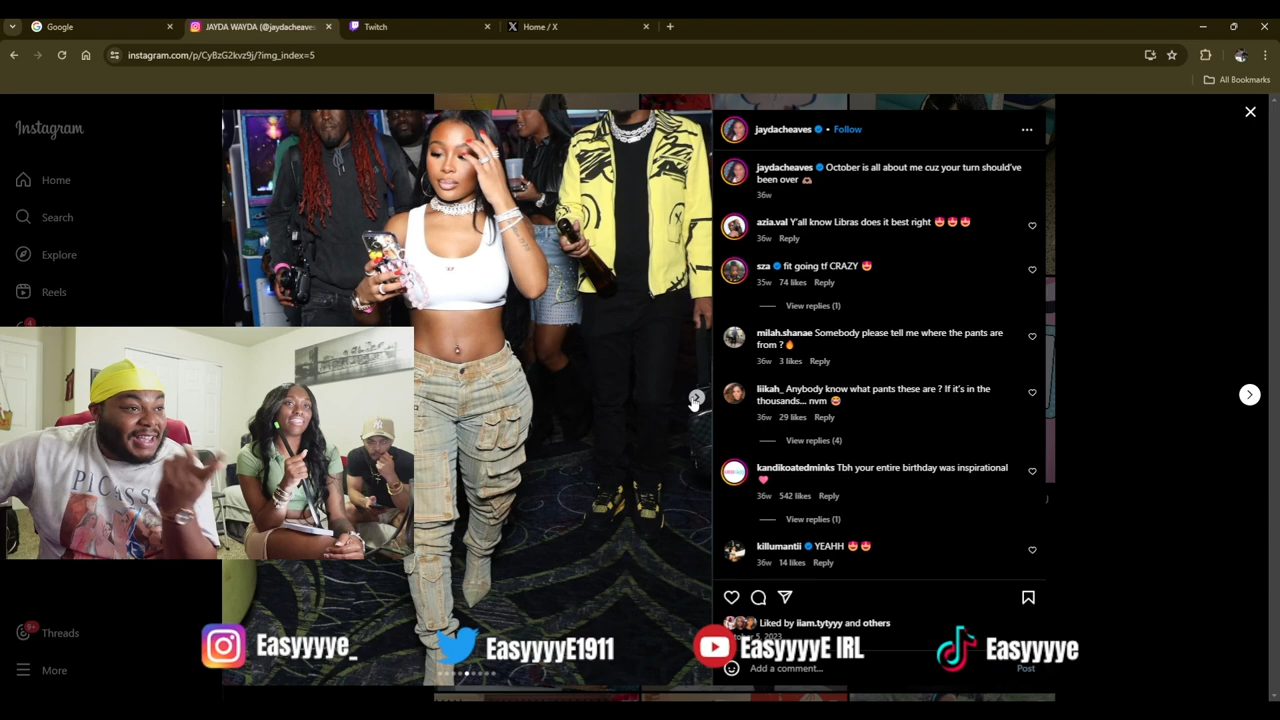 Google
JAYDA WAYDA (@jaydacheaves
Twitch
Home / X
instagram.com/p/CyBzG2kvz9j/?img_index=5
All Bookmarks
Instagram
Home
Search
Explore
Reels
Threads
9+
More
jaydacheaves • Follow
jaydacheaves October is all about me cuz your turn should've
been over 🫶🏾
36w
azia.val Y'all know Libras does it best right 😍😍😍
36w Reply
sza fit going tf CRAZY 😍
35w 74 likes Reply
View replies (1)
milah.shanae Somebody please tell me where the pants are
from ?🔥
36w 3 likes Reply
liikah_ Anybody know what pants these are ? If it's in the
thousands... nvm 🥰
36w 29 likes Reply
View replies (4)
kandikoatedminks Tbh your entire birthday was inspirational
🩷
36w 542 likes Reply
View replies (1)
killumantii YEAHH 😍😍
36w 14 likes Reply
Liked by iiam.tytyyy and others
5, 2023
Add a comment...
Post
PICASS
Easyyyye_
EasyyyyE1911
EasyyyyE IRL
Easyyyye